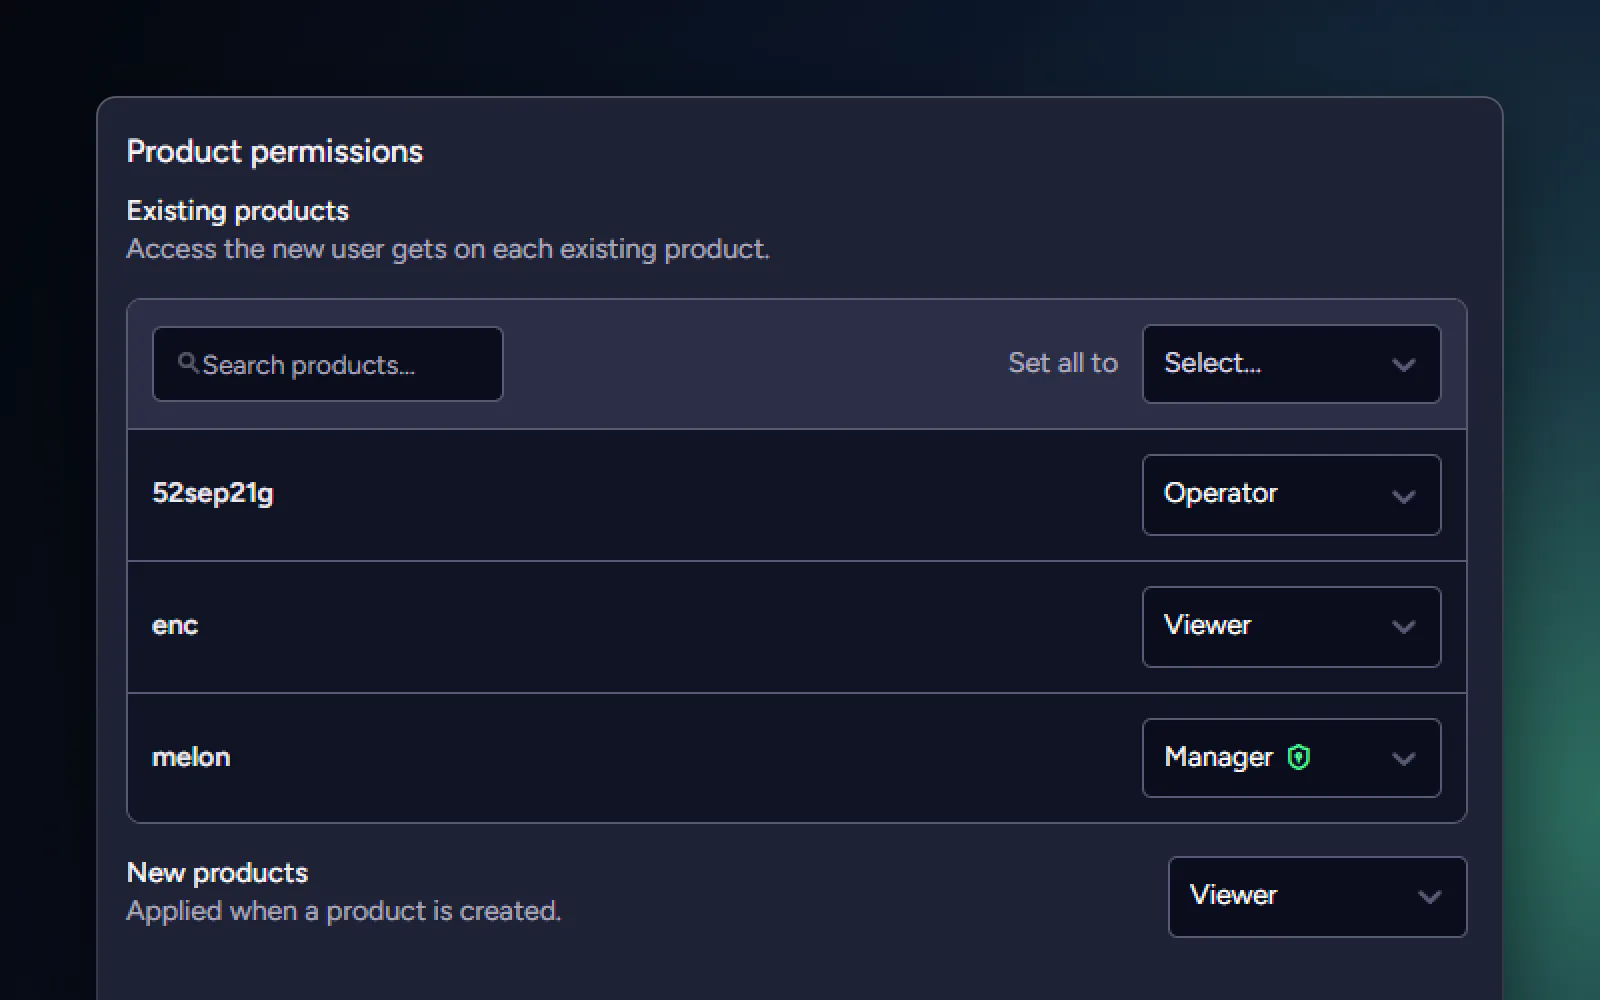 Product permissions
Existing products
Access the new user gets on each existing product.
Search products...
Set all to
Select...
52sep21g
Operator
enc
Viewer
melon
Manager
New products
Applied when a product is created.
Viewer